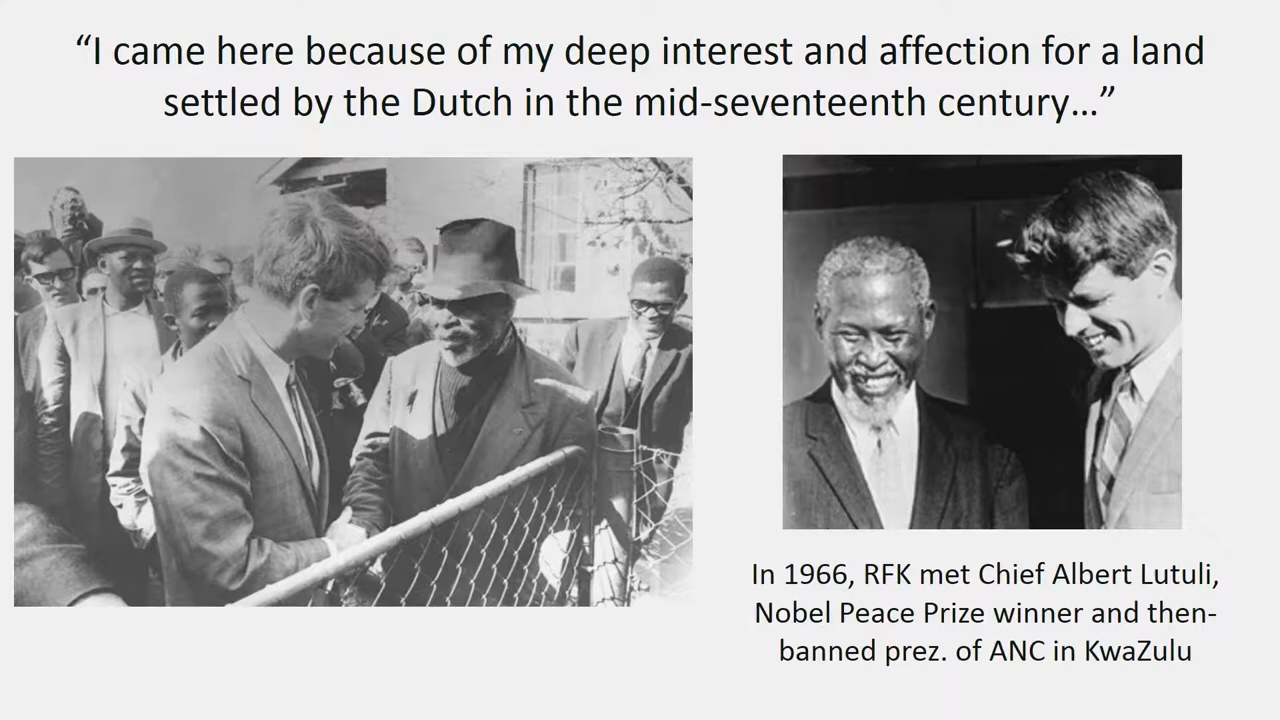 “I came here because of my deep interest and affection for a land
settled by the Dutch in the mid-seventeenth century...”
In 1966, RFK met Chief Albert Lutuli,
Nobel Peace Prize winner and then-
banned prez. of ANC in KwaZulu